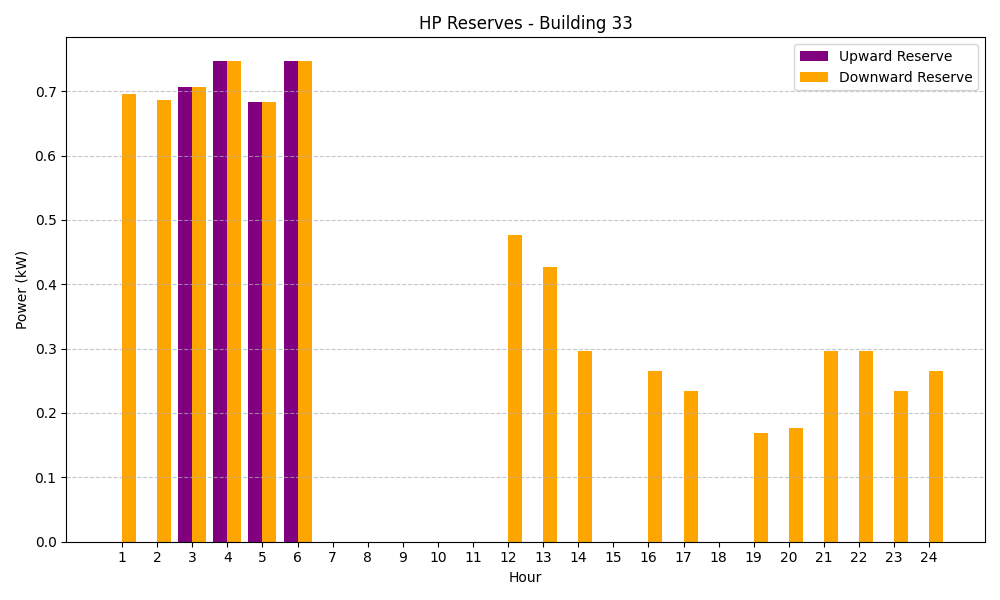 HP Reserves - Building 33
Upward Reserve
Downward Reserve
Power (kW)
0.7
0.6
0.5
0.4
0.3
0.2
0.1
0.0
1 2 3 4 5 6 7 8 9 10 11 12 13 14 15 16 17 18 19 20 21 22 23 24
Hour